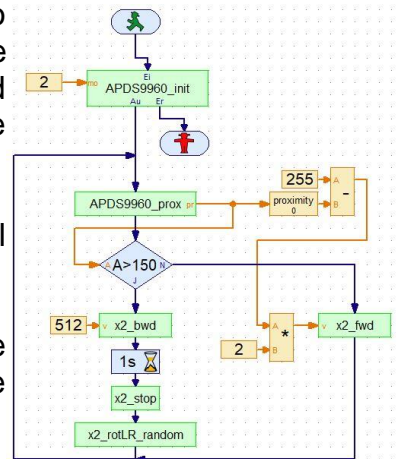 Ei
2 mo APDS9960_init
Au Er
255 A
APDS9960_prox pr proximity -
0 B
A A>150 N
J
512 v x2_bwd A v x2_fwd
*
1s 2 B
x2_stop
x2_rotLR_random